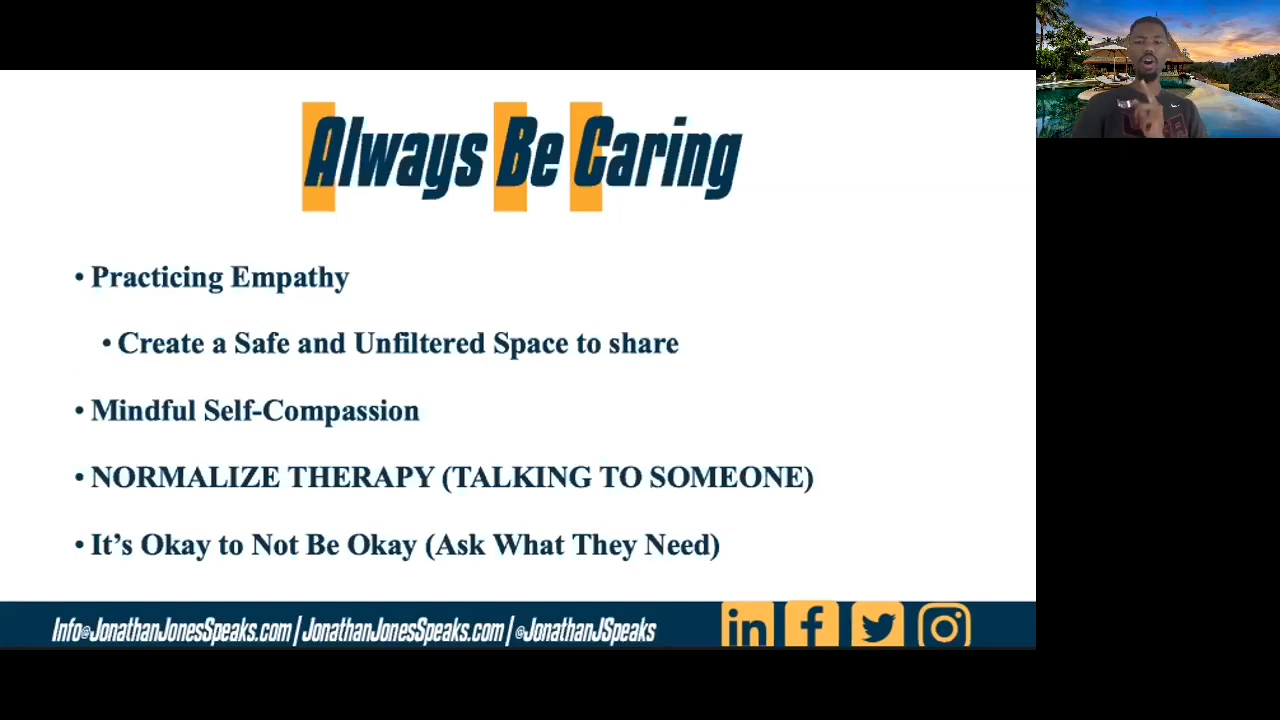 Always Be Caring
• Practicing Empathy
• Create a Safe and Unfiltered Space to share
• Mindful Self-Compassion
• NORMALIZE THERAPY (TALKING TO SOMEONE)
• It's Okay to Not Be Okay (Ask What They Need)
Info@JonathanJonesSpeaks.com | JonathanJonesSpeaks.com | @JonathanJSpeaks